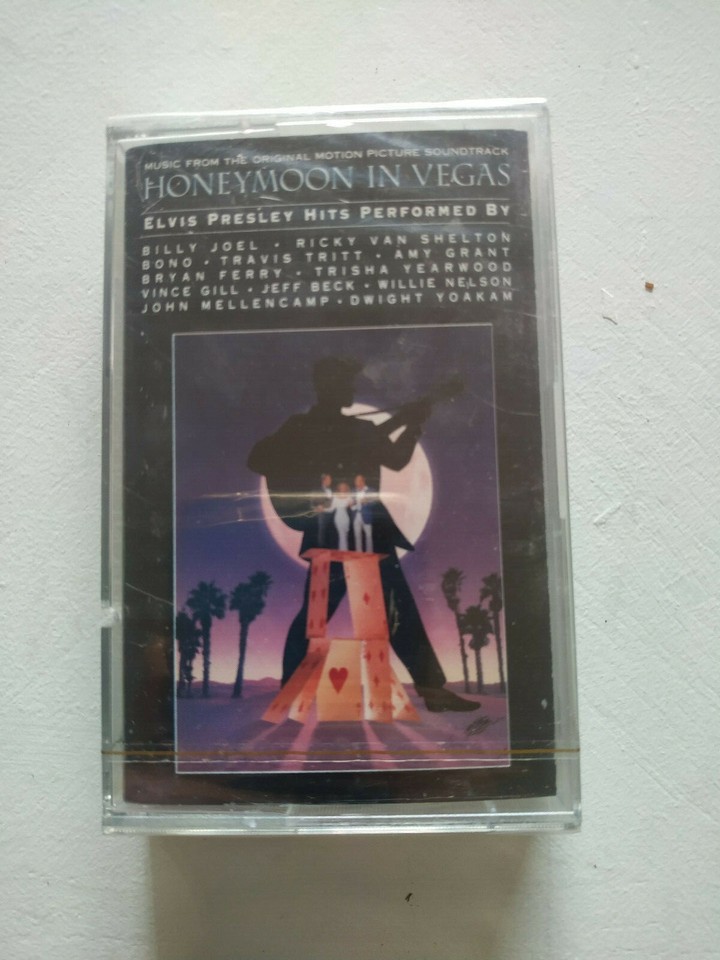 MUSIC FROM THE ORIGINAL MOTION PICTURE SOUNDTRACK
HONEYMOON IN VEGAS
ELVIS PRESLEY HITS PERFORMED BY
BILLY JOEL · RICKY VAN SHELTON
BONO · TRAVIS TRITT · AMY GRANT
BRYAN FERRY · TRISHA YEARWOOD
VINCE GILL · JEFF BECK · WILLIE NELSON
JOHN MELLENCAMP · DWIGHT YOAKAM